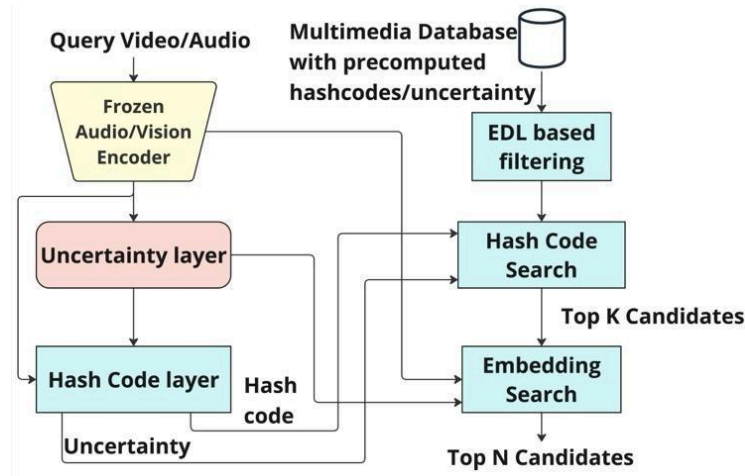 Query Video/Audio
Frozen
Audio/Vision
Encoder
Uncertainty layer
Hash Code layer
Hash
code
Uncertainty
Multimedia Database
with precomputed
hashcodes/uncertainty
EDL based
filtering
Hash Code
Search
Top K Candidates
Embedding
Search
Top N Candidates